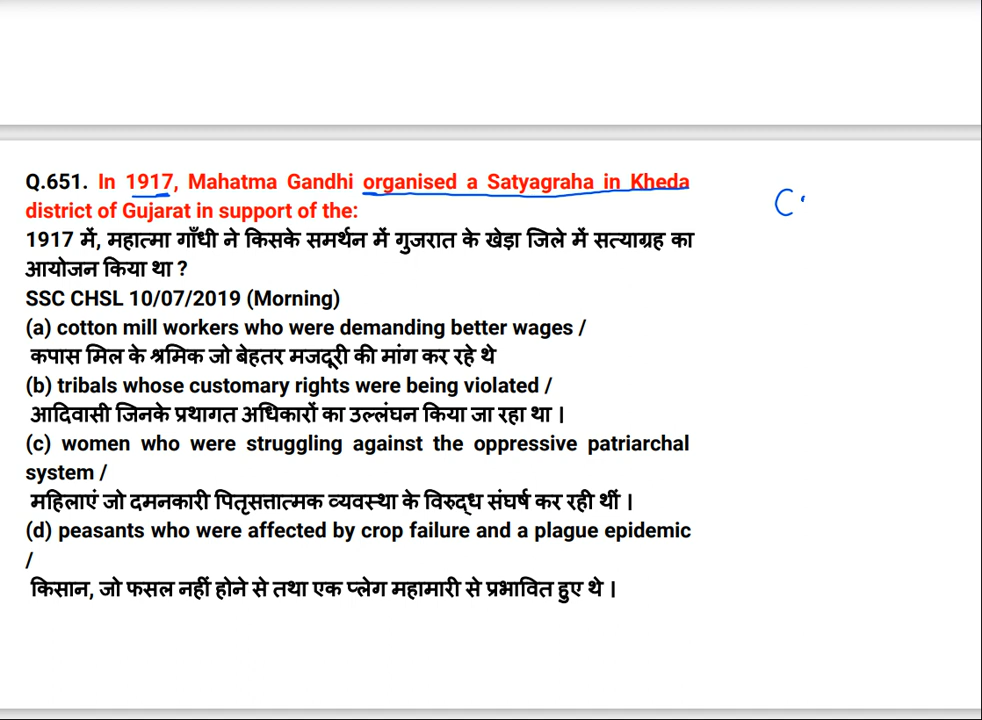 Q.651. In 1917, Mahatma Gandhi organised a Satyagraha in Kheda
district of Gujarat in support of the:
C
1917 में, महात्मा गाँधी ने किसके समर्थन में गुजरात के खेड़ा जिले में सत्याग्रह का
आयोजन किया था ?
SSC CHSL 10/07/2019 (Morning)
(a) cotton mill workers who were demanding better wages /
कपास मिल के श्रमिक जो बेहतर मजदूरी की मांग कर रहे थे
(b) tribals whose customary rights were being violated /
आदिवासी जिनके प्रथागत अधिकारों का उल्लंघन किया जा रहा था |
(c) women who were struggling against the oppressive patriarchal
system /
महिलाएं जो दमनकारी पितृसत्तात्मक व्यवस्था के विरुद्ध संघर्ष कर रही थीं |
(d) peasants who were affected by crop failure and a plague epidemic
/
किसान, जो फसल नहीं होने से तथा एक प्लेग महामारी से प्रभावित हुए थे |